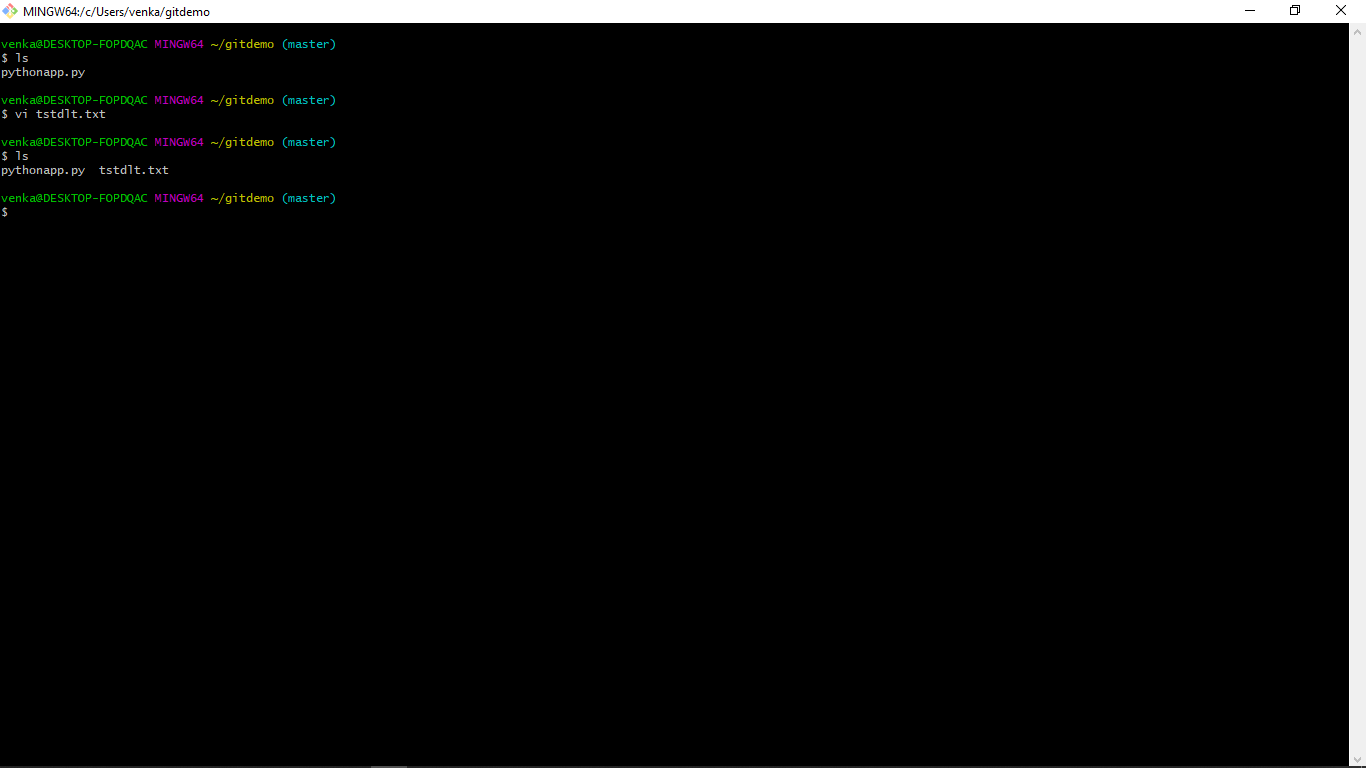 MINGW64:/c/Users/venka/gitdemo
venka@DESKTOP-FOPDQAC MINGW64 ~/gitdemo (master)
$ ls
pythonapp.py
venka@DESKTOP-FOPDQAC MINGW64 ~/gitdemo (master)
$ vi tstdlt.txt
venka@DESKTOP-FOPDQAC MINGW64 ~/gitdemo (master)
$ ls
pythonapp.py  tstdlt.txt
venka@DESKTOP-FOPDQAC MINGW64 ~/gitdemo (master)
$